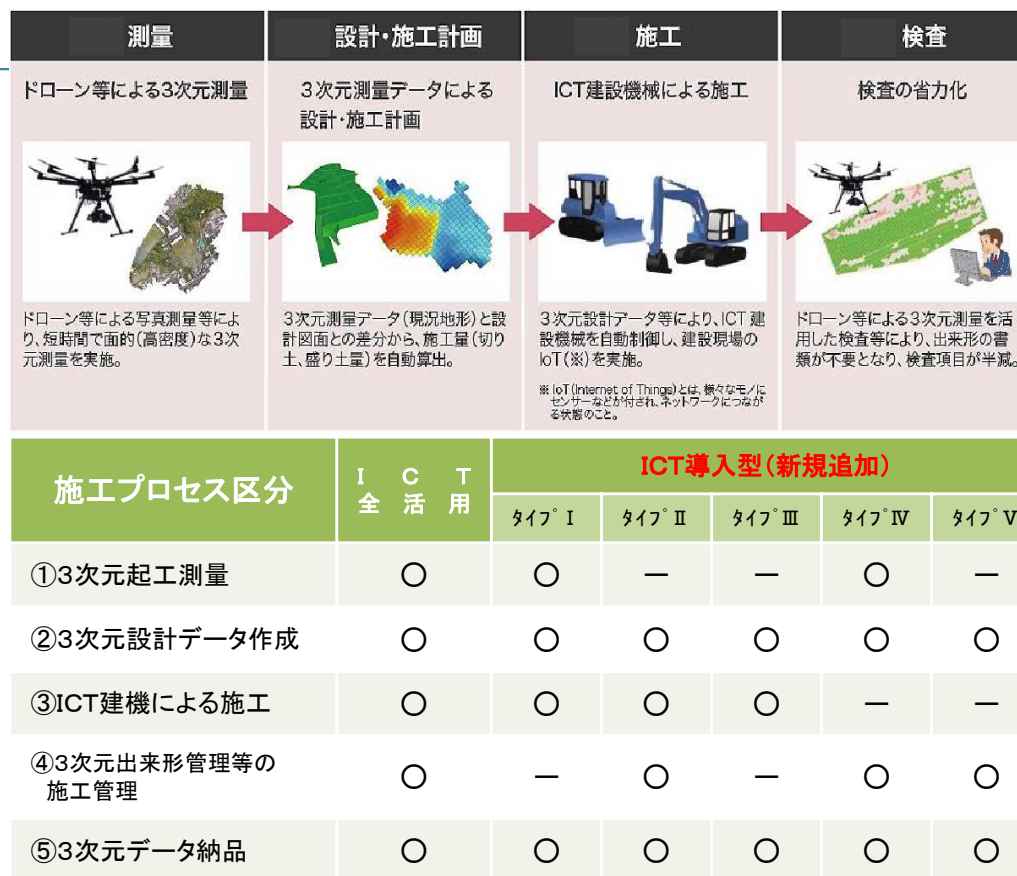 測量
設計・施工計画
施工
検査
ドローン等による3次元測量
3次元測量データによる
設計・施工計画
ICT建設機械による施工
検査の省力化
ドローン等による写真測量等によ
り、短時間で面的(高密度)な3次
元測量を実施。
3次元測量データ(現況地形)と設
計図面との差分から、施工量(切り
土、盛り土量)を自動算出。
3次元設計データ等により、ICT建
設機械を自動制御し、建設現場の
IoT(※)を実施。
※IoT(Internet of Things)とは、様々なモノに
センサーなどが付され、ネットワークにつなが
る状態のこと。
ドローン等による3次元測量を活
用した検査等により、出来形の書
類が不要となり、検査項目が半減。
施工プロセス区分
ICT
全活用
ICT導入型(新規追加)
ﾀｲﾌﾟⅠ ﾀｲﾌﾟⅡ ﾀｲﾌﾟⅢ ﾀｲﾌﾟⅣ ﾀｲﾌﾟⅤ
①3次元起工測量 〇 〇 ー ー 〇 ー
②3次元設計データ作成 〇 〇 〇 〇 〇 〇
③ICT建機による施工 〇 〇 〇 〇 ー ー
④3次元出来形管理等の
施工管理 〇 ー 〇 ー 〇 〇
⑤3次元データ納品 〇 〇 〇 〇 〇 〇